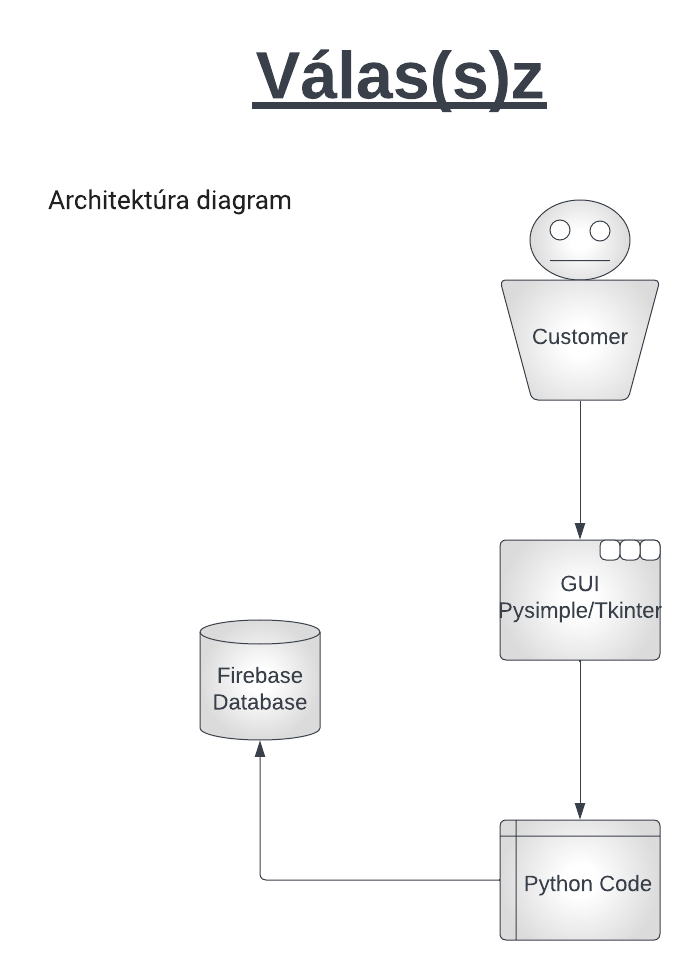 Válas(s)z
Architektúra diagram
Customer
GUI
Pysimple/Tkinter
Firebase
Database
Python Code